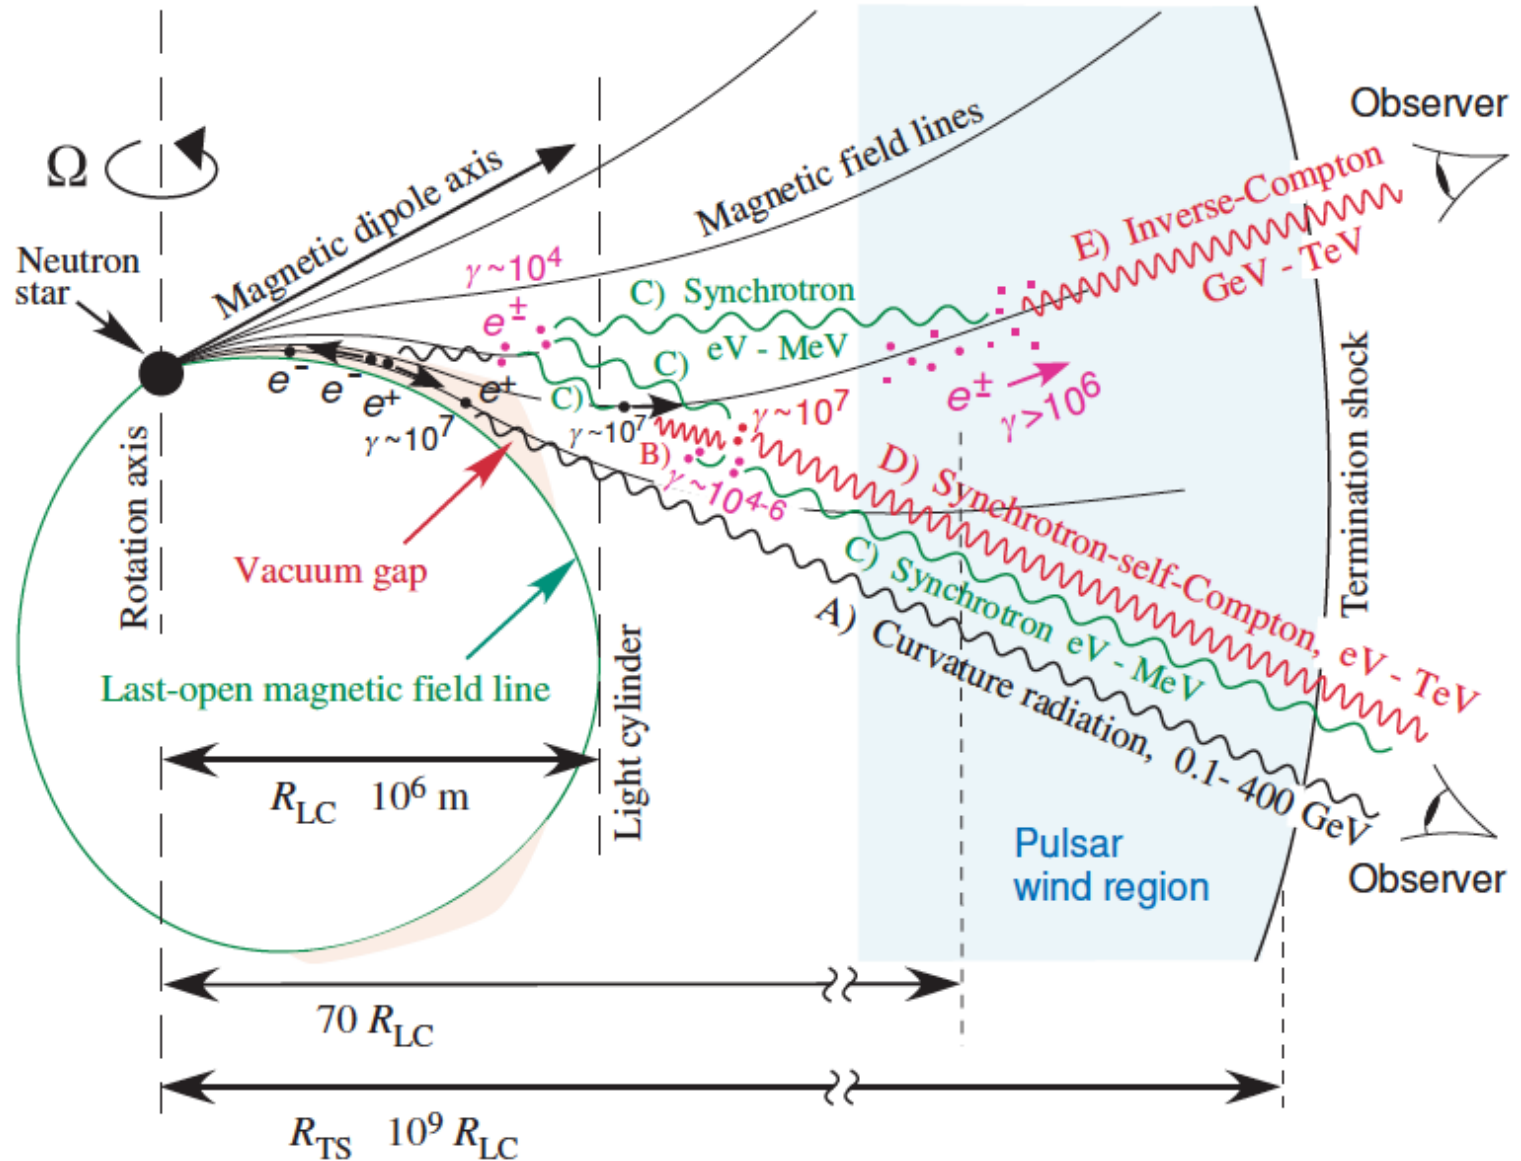 Observer
Ω
Magnetic dipole axis
Magnetic field lines
E) Inverse-Compton
GeV - TeV
Neutron
star
γ ~10⁴
e±
C) Synchrotron
eV - MeV
C)
C)
e⁻
e⁻
e⁺
e⁺
γ ~10⁷
γ~10⁷
γ~10⁷
B)
γ~10⁴⁻⁶
e±
γ>10⁶
Termination shock
D) Synchrotron-self-Compton, eV - TeV
C) Synchrotron eV - MeV
A) Curvature radiation, 0.1- 400 GeV
Rotation axis
Vacuum gap
Last-open magnetic field line
Light cylinder
R_LC 10⁶ m
Pulsar
wind region
Observer
70 R_LC
R_TS 10⁹ R_LC